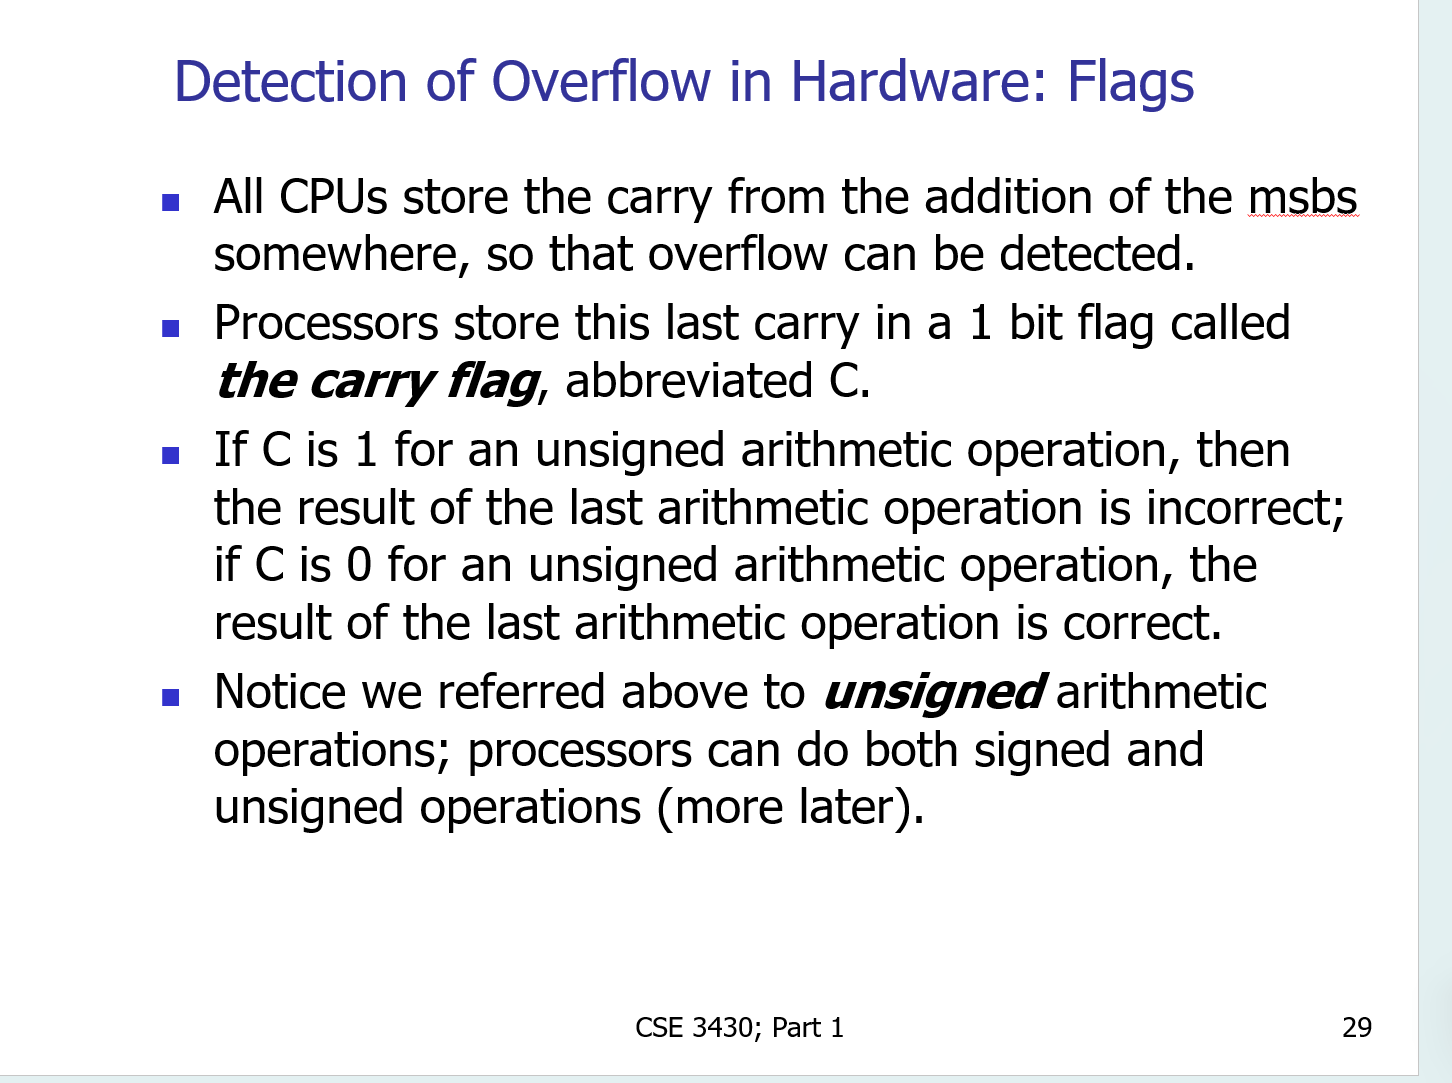 Detection of Overflow in Hardware: Flags
All CPUs store the carry from the addition of the msbs
somewhere, so that overflow can be detected.
Processors store this last carry in a 1 bit flag called
the carry flag, abbreviated C.
If C is 1 for an unsigned arithmetic operation, then
the result of the last arithmetic operation is incorrect;
if C is 0 for an unsigned arithmetic operation, the
result of the last arithmetic operation is correct.
Notice we referred above to unsigned arithmetic
operations; processors can do both signed and
unsigned operations (more later).
CSE 3430; Part 1
29